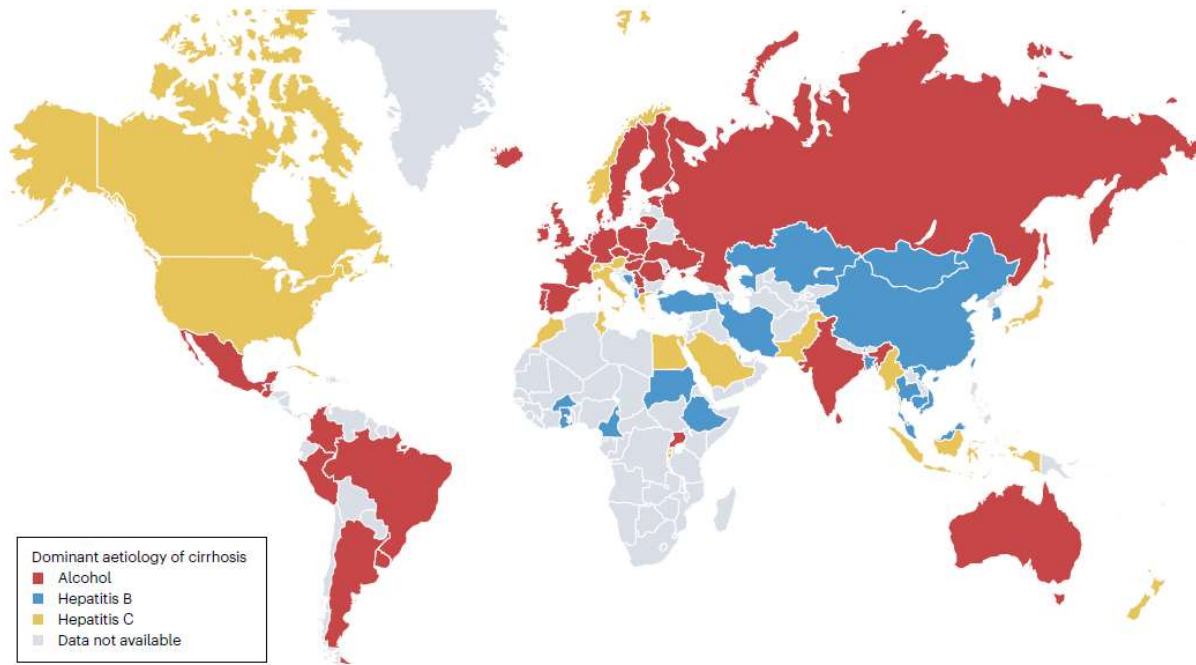 Dominant aetiology of cirrhosis
Alcohol
Hepatitis B
Hepatitis C
Data not available